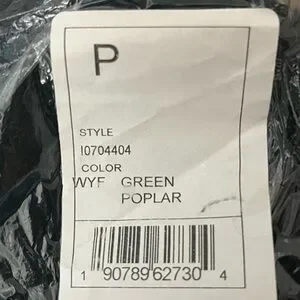 P
STYLE
I0704404
COLOR
WYF GREEN
POPLAR
1 90789 62730 4